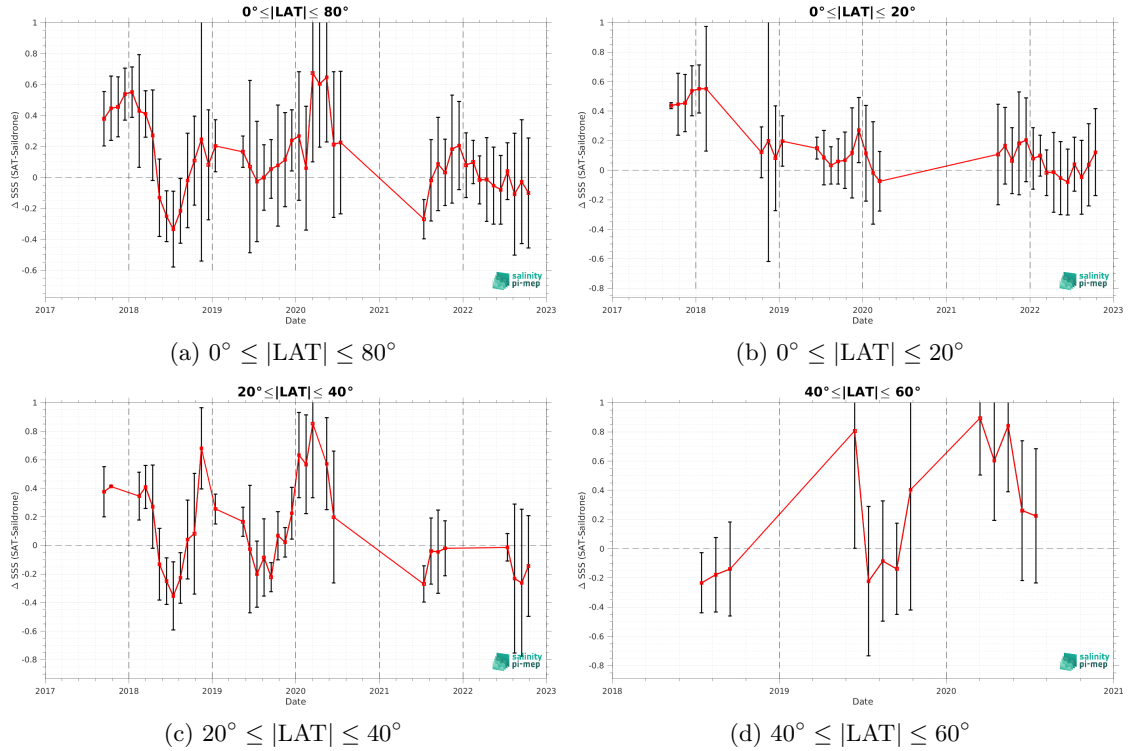 0°≤|LAT|≤ 80°
Δ SSS (SAT-Saildrone)
1
0.8
0.6
0.4
0.2
0
-0.2
-0.4
-0.6
salinity
pi-mep
2017 2018 2019 2020 2021 2022 2023
Date
(a) 0° ≤ |LAT| ≤ 80°
0°≤|LAT|≤ 20°
Δ SSS (SAT-Saildrone)
1
0.8
0.6
0.4
0.2
0
-0.2
-0.4
-0.6
-0.8
salinity
pi-mep
2017 2018 2019 2020 2021 2022 2023
Date
(b) 0° ≤ |LAT| ≤ 20°
20°≤|LAT|≤ 40°
Δ SSS (SAT-Saildrone)
1
0.8
0.6
0.4
0.2
0
-0.2
-0.4
-0.6
-0.8
salinity
pi-mep
2017 2018 2019 2020 2021 2022 2023
Date
(c) 20° ≤ |LAT| ≤ 40°
40°≤|LAT|≤ 60°
Δ SSS (SAT-Saildrone)
1
0.8
0.6
0.4
0.2
0
-0.2
-0.4
-0.6
-0.8
salinity
pi-mep
2018 2019 2020 2021
Date
(d) 40° ≤ |LAT| ≤ 60°